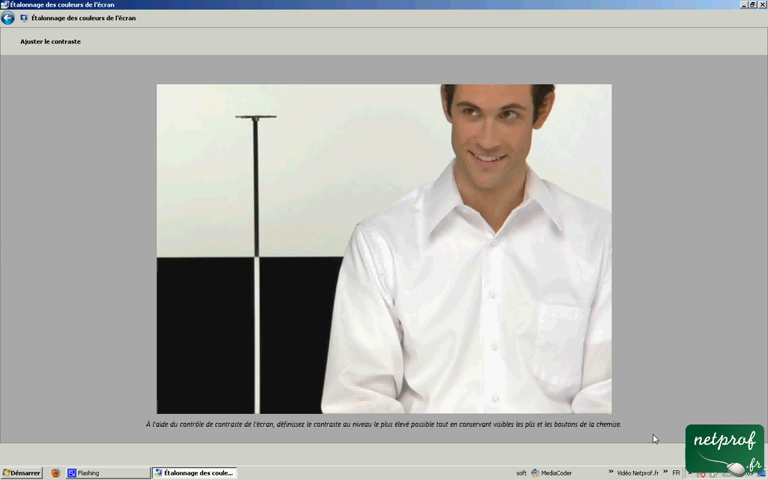 Étalonnage des couleurs de l'écran
Étalonnage des couleurs de l'écran
Ajuster le contraste
À l'aide du contrôle de contraste de l'écran, définissez le contraste au niveau le plus élevé possible tout en conservant visibles les plis et les boutons de la chemise.
netprof
.fr
Démarrer Flashing Étalonnage des coule... soft MediaCoder » Vidéo Netprof.fr » FR